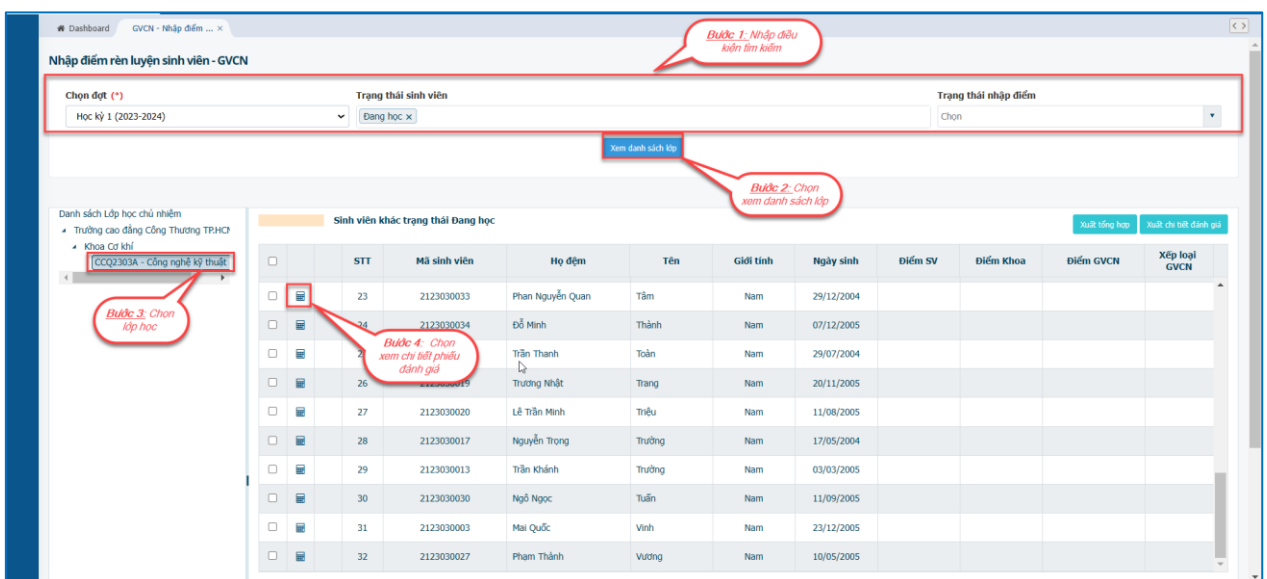 Dashboard GVCN - Nhập điểm ... ×
Bước 1: Nhập điều
kiện tìm kiếm
Nhập điểm rèn luyện sinh viên - GVCN
Chọn đợt (*) Trạng thái sinh viên Trạng thái nhập điểm
Học kỳ 1 (2023-2024) Đang học × Chọn
Xem danh sách lớp
Bước 2: Chọn
xem danh sách lớp
Danh sách Lớp học chủ nhiệm
Trường cao đẳng Công Thương TP.HCM
Khoa Cơ khí
CCQ2303A - Công nghệ kỹ thuật
Bước 3: Chọn
lớp học
Sinh viên khác trạng thái Đang học Xuất tổng hợp Xuất chi tiết đánh giá
STT Mã sinh viên Họ đệm Tên Giới tính Ngày sinh Điểm SV Điểm Khoa Điểm GVCN Xếp loại
GVCN
23 2123030033 Phan Nguyễn Quan Tâm Nam 29/12/2004
24 2123030034 Đỗ Minh Thành Nam 07/12/2005
Bước 4: Chọn
xem chi tiết phiếu
đánh giá
Trần Thanh Toàn Nam 29/07/2004
26 2123030019 Trương Nhật Trang Nam 20/11/2005
27 2123030020 Lê Trần Minh Triệu Nam 11/08/2005
28 2123030017 Nguyễn Trọng Trường Nam 17/05/2004
29 2123030013 Trần Khánh Trường Nam 03/03/2005
30 2123030030 Ngô Ngọc Tuấn Nam 11/09/2005
31 2123030003 Mai Quốc Vinh Nam 23/12/2005
32 2123030027 Phạm Thành Vương Nam 10/05/2005